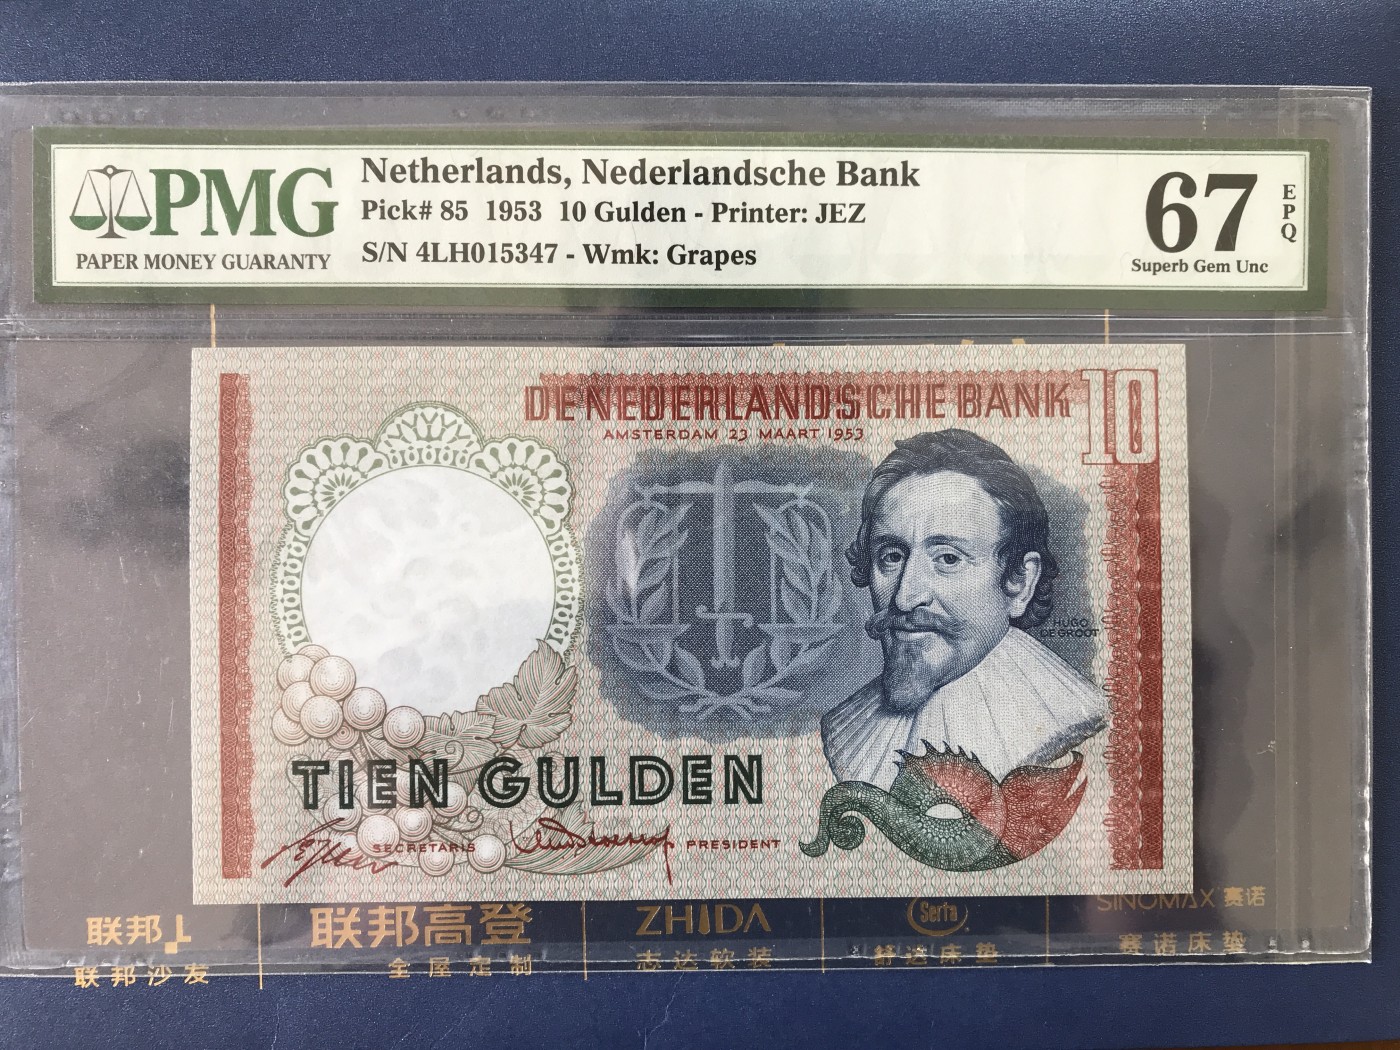 PMG
PAPER MONEY GUARANTY
Netherlands, Nederlandsche Bank
Pick# 85 1953 10 Gulden - Printer: JEZ
S/N 4LH015347 - Wmk: Grapes
67
EPQ
Superb Gem Unc
DE NEDERLANDSCHE BANK
10
AMSTERDAM 23 MAART 1953
HUGO
DE GROOT
TIEN GULDEN
SECRETARIS
PRESIDENT
联邦
联邦沙发
联邦高登
全屋定制
ZHIDA
志达软装
Serta
舒达床垫
SINOMAX 赛诺
赛诺床垫